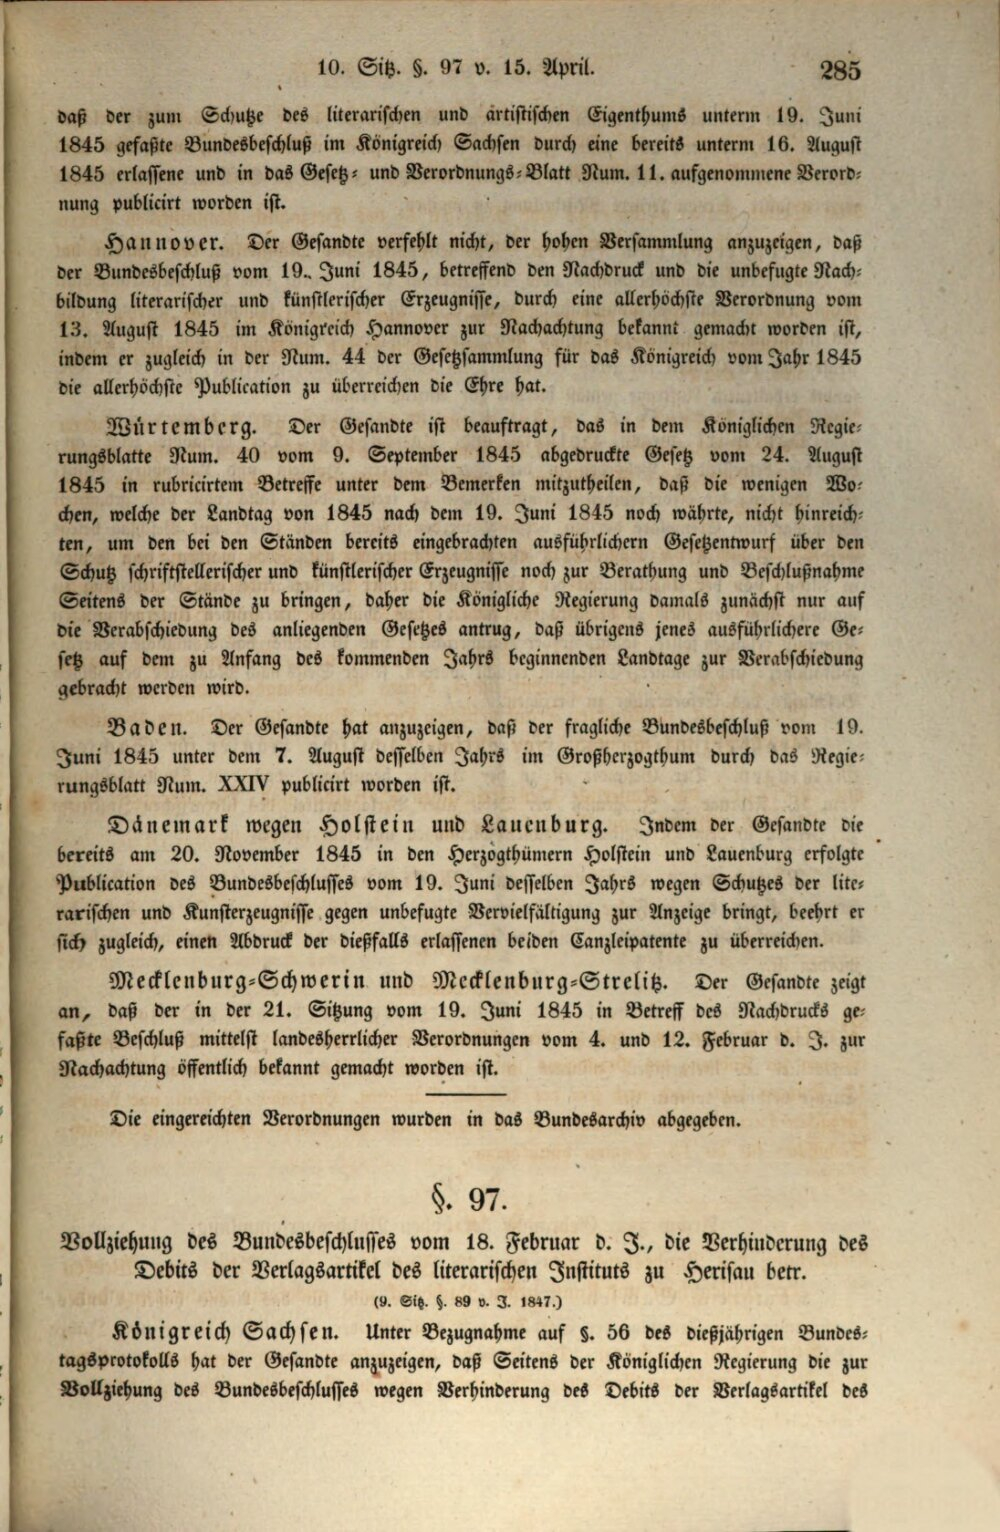 10. Sitz. §. 97 v. 15. April.
285
daß der zum Schutze des literarischen und artistischen Eigenthums unterm 19. Juni
1845 gefaßte Bundesbeschluß im Königreich Sachsen durch eine bereits unterm 16. August
1845 erlassene und in das Gesetz- und Verordnungs-Blatt Num. 11. aufgenommene Verord-
nung publicirt worden ist.
Hannover. Der Gesandte verfehlt nicht, der hohen Versammlung anzuzeigen, daß
der Bundesbeschluß vom 19. Juni 1845, betreffend den Nachdruck und die unbefugte Nach-
bildung literarischer und künstlerischer Erzeugnisse, durch eine allerhöchste Verordnung vom
13. August 1845 im Königreich Hannover zur Nachachtung bekannt gemacht worden ist,
indem er zugleich in der Num. 44 der Gesetzsammlung für das Königreich vom Jahr 1845
die allerhöchste Publication zu überreichen die Ehre hat.
Würtemberg. Der Gesandte ist beauftragt, das in dem Königlichen Regie-
rungsblatte Num. 40 vom 9. September 1845 abgedruckte Gesetz vom 24. August
1845 in rubricirtem Betreffe unter dem Bemerken mitzutheilen, daß die wenigen Wo-
chen, welche der Landtag von 1845 nach dem 19. Juni 1845 noch währte, nicht hinreich-
ten, um den bei den Ständen bereits eingebrachten ausführlichern Gesetzentwurf über den
Schutz schriftstellerischer und künstlerischer Erzeugnisse noch zur Berathung und Beschlußnahme
Seitens der Stände zu bringen, daher die Königliche Regierung damals zunächst nur auf
die Verabschiedung des anliegenden Gesetzes antrug, daß übrigens jenes ausführlichere Ge-
setz auf dem zu Anfang des kommenden Jahrs beginnenden Landtage zur Verabschiedung
gebracht werden wird.
Baden. Der Gesandte hat anzuzeigen, daß der fragliche Bundesbeschluß vom 19.
Juni 1845 unter dem 7. August desselben Jahrs im Großherzogthum durch das Regie-
rungsblatt Num. XXIV publicirt worden ist.
Dänemark wegen Holstein und Lauenburg. Indem der Gesandte die
bereits am 20. November 1845 in den Herzogthümern Holstein und Lauenburg erfolgte
Publication des Bundesbeschlusses vom 19. Juni desselben Jahrs wegen Schutzes der lite-
rarischen und Kunsterzeugnisse gegen unbefugte Vervielfältigung zur Anzeige bringt, beehrt er
sich zugleich, einen Abdruck der dießfalls erlassenen beiden Canzleipatente zu überreichen.
Mecklenburg-Schwerin und Mecklenburg-Strelitz. Der Gesandte zeigt
an, daß der in der 21. Sitzung vom 19. Juni 1845 in Betreff des Nachdrucks ge-
faßte Beschluß mittelst landesherrlicher Verordnungen vom 4. und 12. Februar d. J. zur
Nachachtung öffentlich bekannt gemacht worden ist.
Die eingereichten Verordnungen wurden in das Bundesarchiv abgegeben.
§. 97.
Vollziehung des Bundesbeschlusses vom 18. Februar d. J., die Verhinderung des
Debits der Verlagsartikel des literarischen Instituts zu Herisau betr.
(9. Sitz. §. 89 v. J. 1847.)
Königreich Sachsen. Unter Bezugnahme auf §. 56 des dießjährigen Bundes-
tagsprotokolls hat der Gesandte anzuzeigen, daß Seitens der Königlichen Regierung die zur
Vollziehung des Bundesbeschlusses wegen Verhinderung des Debits der Verlagsartikel des